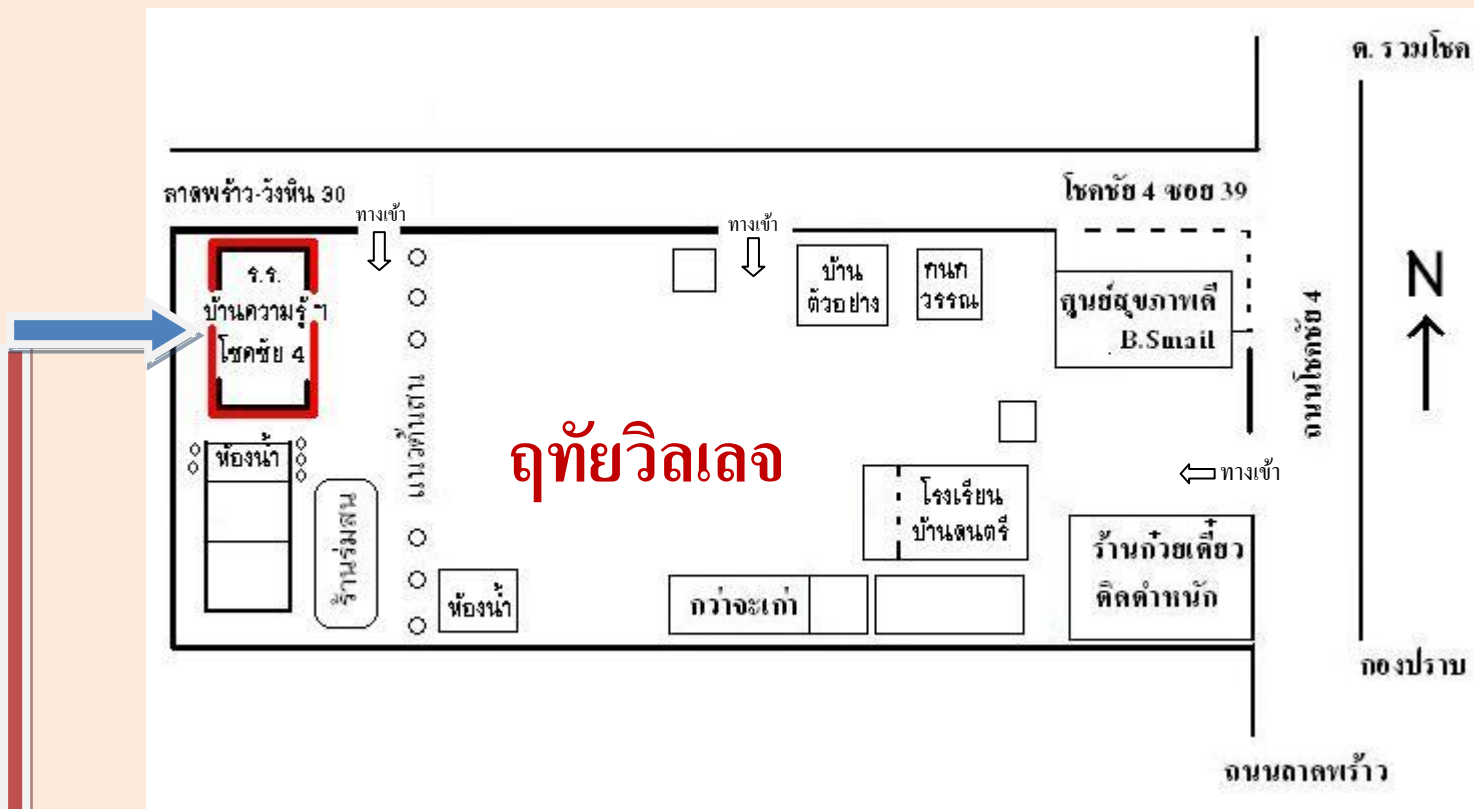 ถ. รวมโชค
ลาดพร้าว-วังหิน 30
โชคชัย 4 ซอย 39
ทางเข้า
ทางเข้า
ร.ร.
บ้านความรู้ ฯ
โชคชัย 4
บ้าน
ตัวอย่าง
กนก
วรรณ
ศูนย์สุขภาพดี
B.Smail
ถนนโชคชัย 4
N
แนวต้นสน
ฤทัยวิลเลจ
ห้องน้ำ
ทางเข้า
โรงเรียน
บ้านดนตรี
ร้านร่มสน
ร้านก๋วยเตี๋ยว
ติดตำหนัก
ห้องน้ำ
กว่าจะเก่า
กองปราบ
ถนนลาดพร้าว